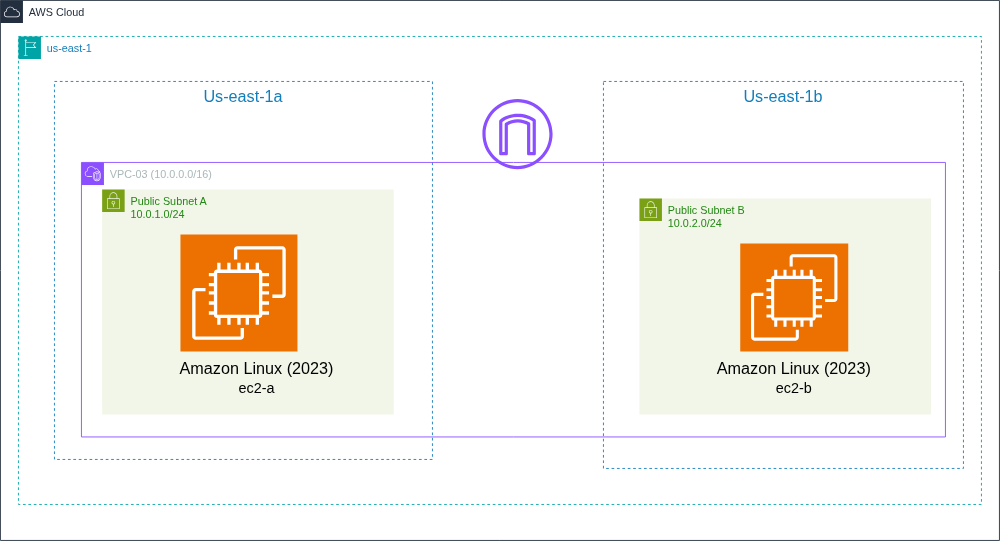 AWS Cloud
us-east-1
Us-east-1a
Us-east-1b
VPC-03 (10.0.0.0/16)
Public Subnet A
10.0.1.0/24
Public Subnet B
10.0.2.0/24
Amazon Linux (2023)
ec2-a
Amazon Linux (2023)
ec2-b